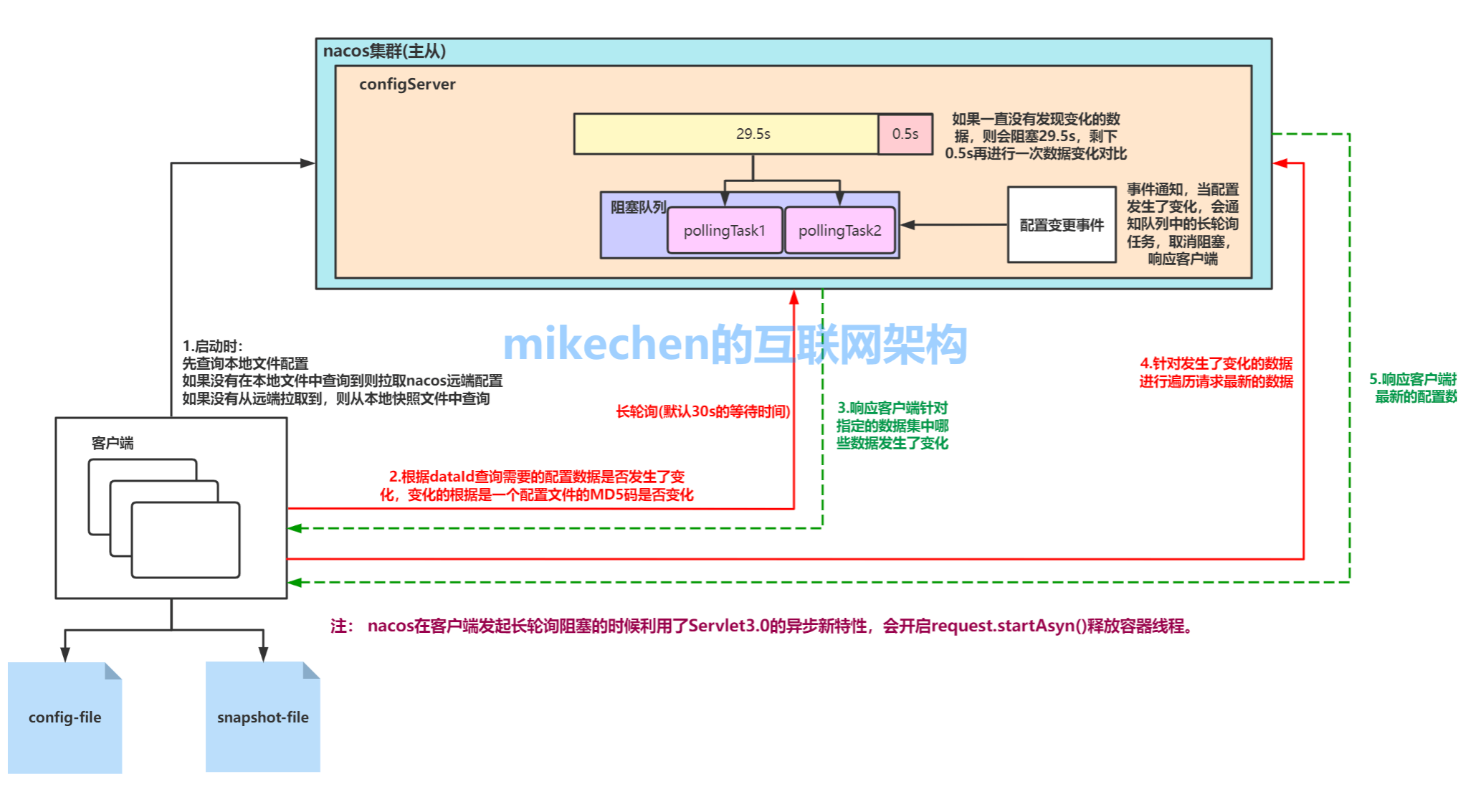 nacos集群(主从)
configServer
29.5s
0.5s
如果一直没有发现变化的数
据，则会阻塞29.5s，剩下
0.5s再进行一次数据变化对比
阻塞队列
pollingTask1
pollingTask2
配置变更事件
事件通知，当配置
发生了变化，会通
知队列中的长轮询
任务，取消阻塞，
响应客户端
mikechen的互联网架构
1.启动时：
先查询本地文件配置
如果没有在本地文件中查询到则拉取nacos远端配置
如果没有从远端拉取到，则从本地快照文件中查询
长轮询(默认30s的等待时间)
3.响应客户端针对
指定的数据集中哪
些数据发生了变化
4.针对发生了变化的数据
进行遍历请求最新的数据
5.响应客户端
最新的配置数
客户端
2.根据dataId查询需要的配置数据是否发生了变
化，变化的根据是一个配置文件的MD5码是否变化
注： nacos在客户端发起长轮询阻塞的时候利用了Servlet3.0的异步新特性，会开启request.startAsyn()释放容器线程。
config-file
snapshot-file